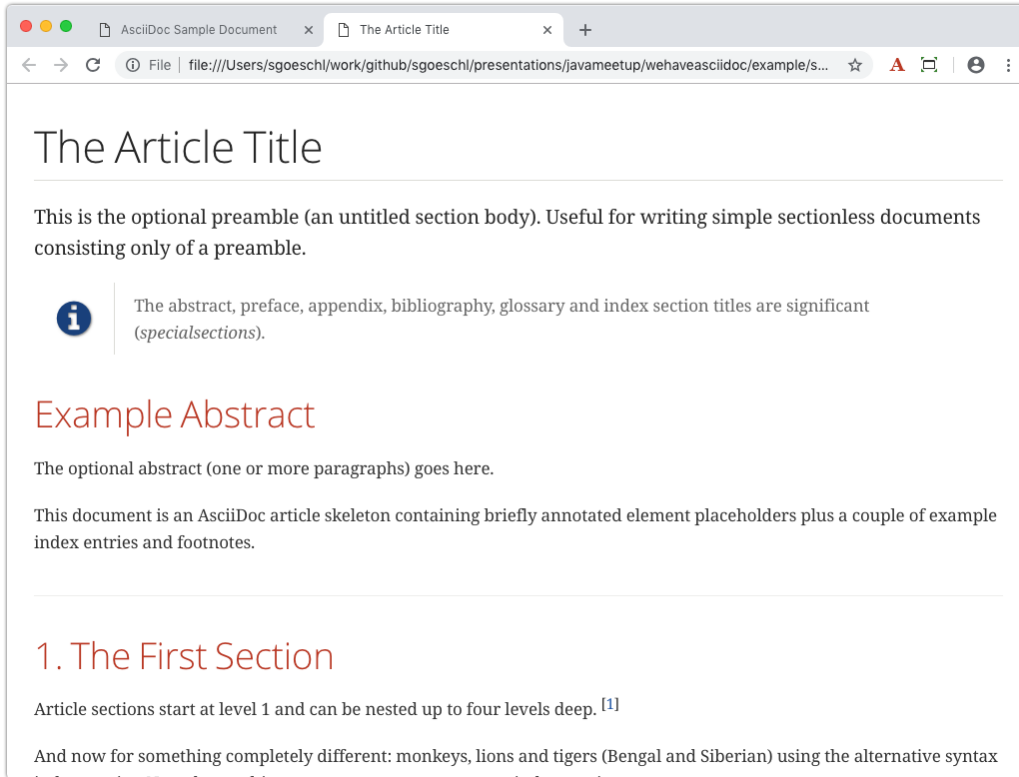 AsciiDoc Sample Document
The Article Title
File
file:///Users/sgoeschl/work/github/sgoeschl/presentations/javameetup/wehaveasciidoc/example/s...
The Article Title
This is the optional preamble (an untitled section body). Useful for writing simple sectionless documents
consisting only of a preamble.
The abstract, preface, appendix, bibliography, glossary and index section titles are significant
(specialsections).
Example Abstract
The optional abstract (one or more paragraphs) goes here.
This document is an AsciiDoc article skeleton containing briefly annotated element placeholders plus a couple of example
index entries and footnotes.
1. The First Section
Article sections start at level 1 and can be nested up to four levels deep. [1]
And now for something completely different: monkeys, lions and tigers (Bengal and Siberian) using the alternative syntax